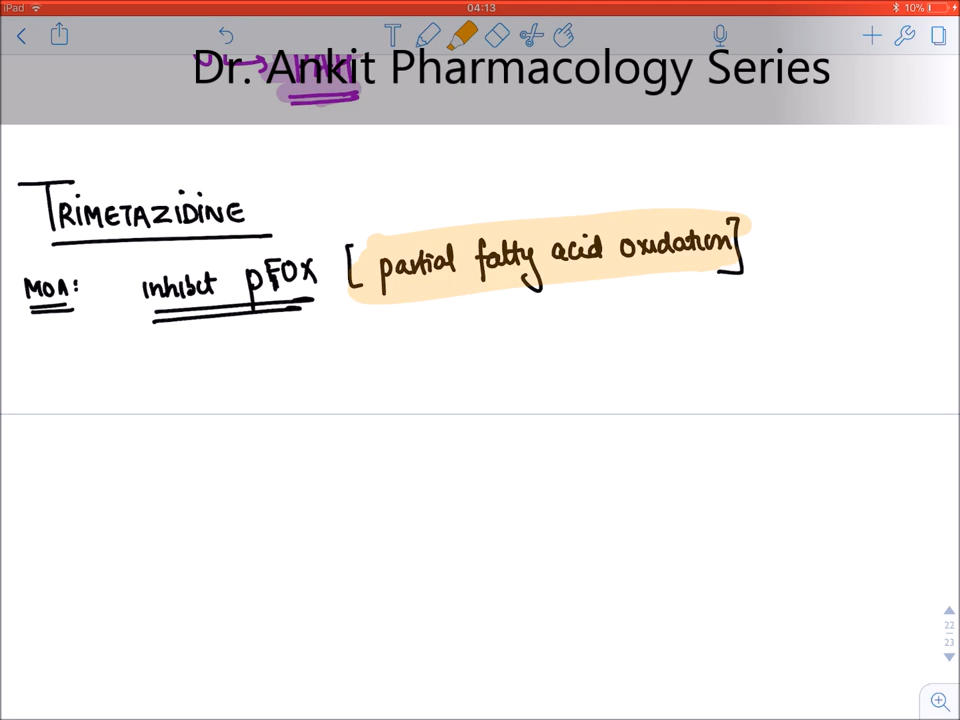 iPad 04:13 10%
Dr. Ankit Pharmacology Series
TRIMETAZIDINE
MOA: inhibit pFOX [partial fatty acid oxidation]
22
23